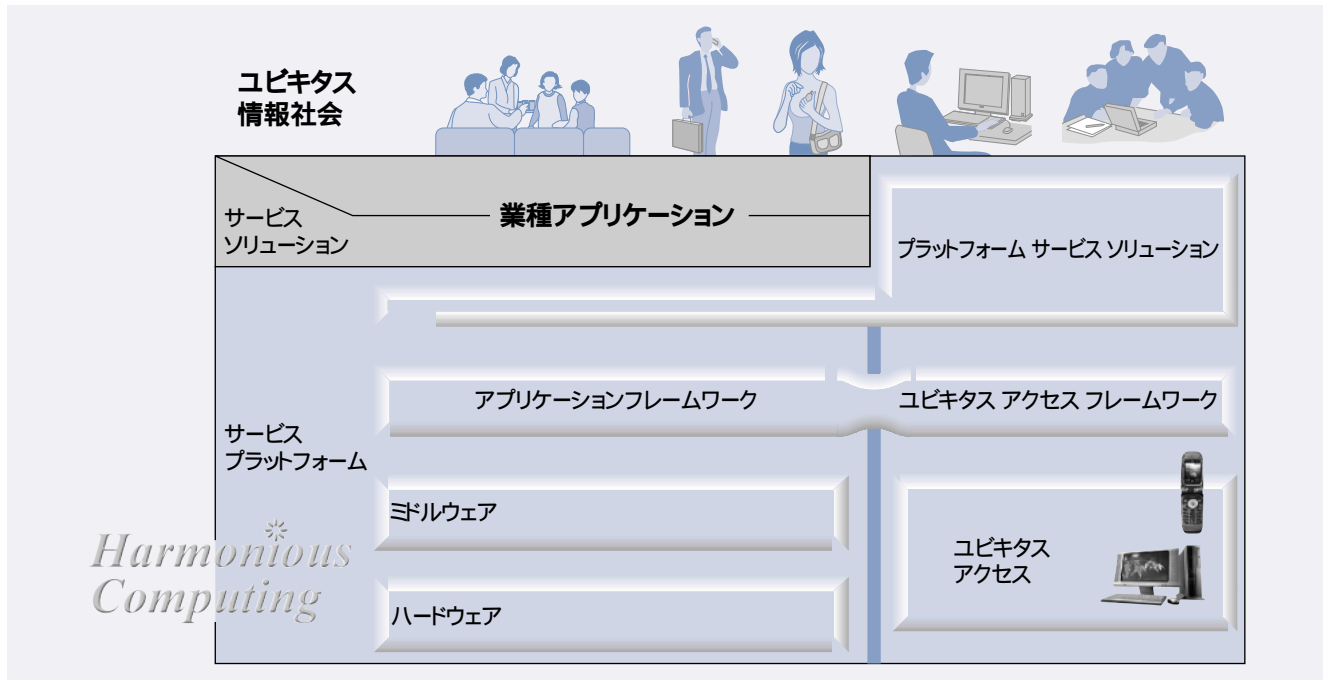 ユビキタス
情報社会
サービス
ソリューション
業種アプリケーション
プラットフォーム サービス ソリューション
アプリケーションフレームワーク
ユビキタス アクセス フレームワーク
サービス
プラットフォーム
ミドルウェア
ハードウェア
ユビキタス
アクセス
Harmonious
Computing